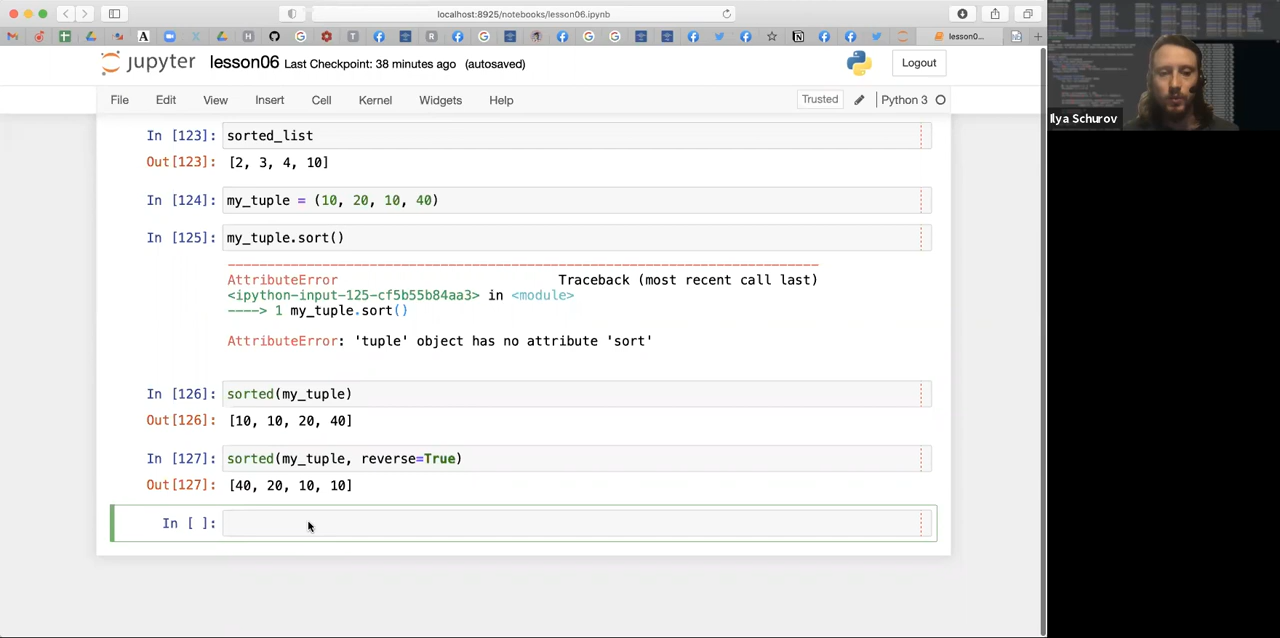 localhost:8925/notebooks/lesson06.ipynb
lesson0...
jupyter lesson06 Last Checkpoint: 38 minutes ago (autosaved)
Logout
File Edit View Insert Cell Kernel Widgets Help
Trusted
Python 3
Ilya Schurov
In [123]: sorted_list
Out[123]: [2, 3, 4, 10]
In [124]: my_tuple = (10, 20, 10, 40)
In [125]: my_tuple.sort()
---------------------------------------------------------------------------
AttributeError Traceback (most recent call last)
<ipython-input-125-cf5b55b84aa3> in <module>
----> 1 my_tuple.sort()
AttributeError: 'tuple' object has no attribute 'sort'
In [126]: sorted(my_tuple)
Out[126]: [10, 10, 20, 40]
In [127]: sorted(my_tuple, reverse=True)
Out[127]: [40, 20, 10, 10]
In [ ]: